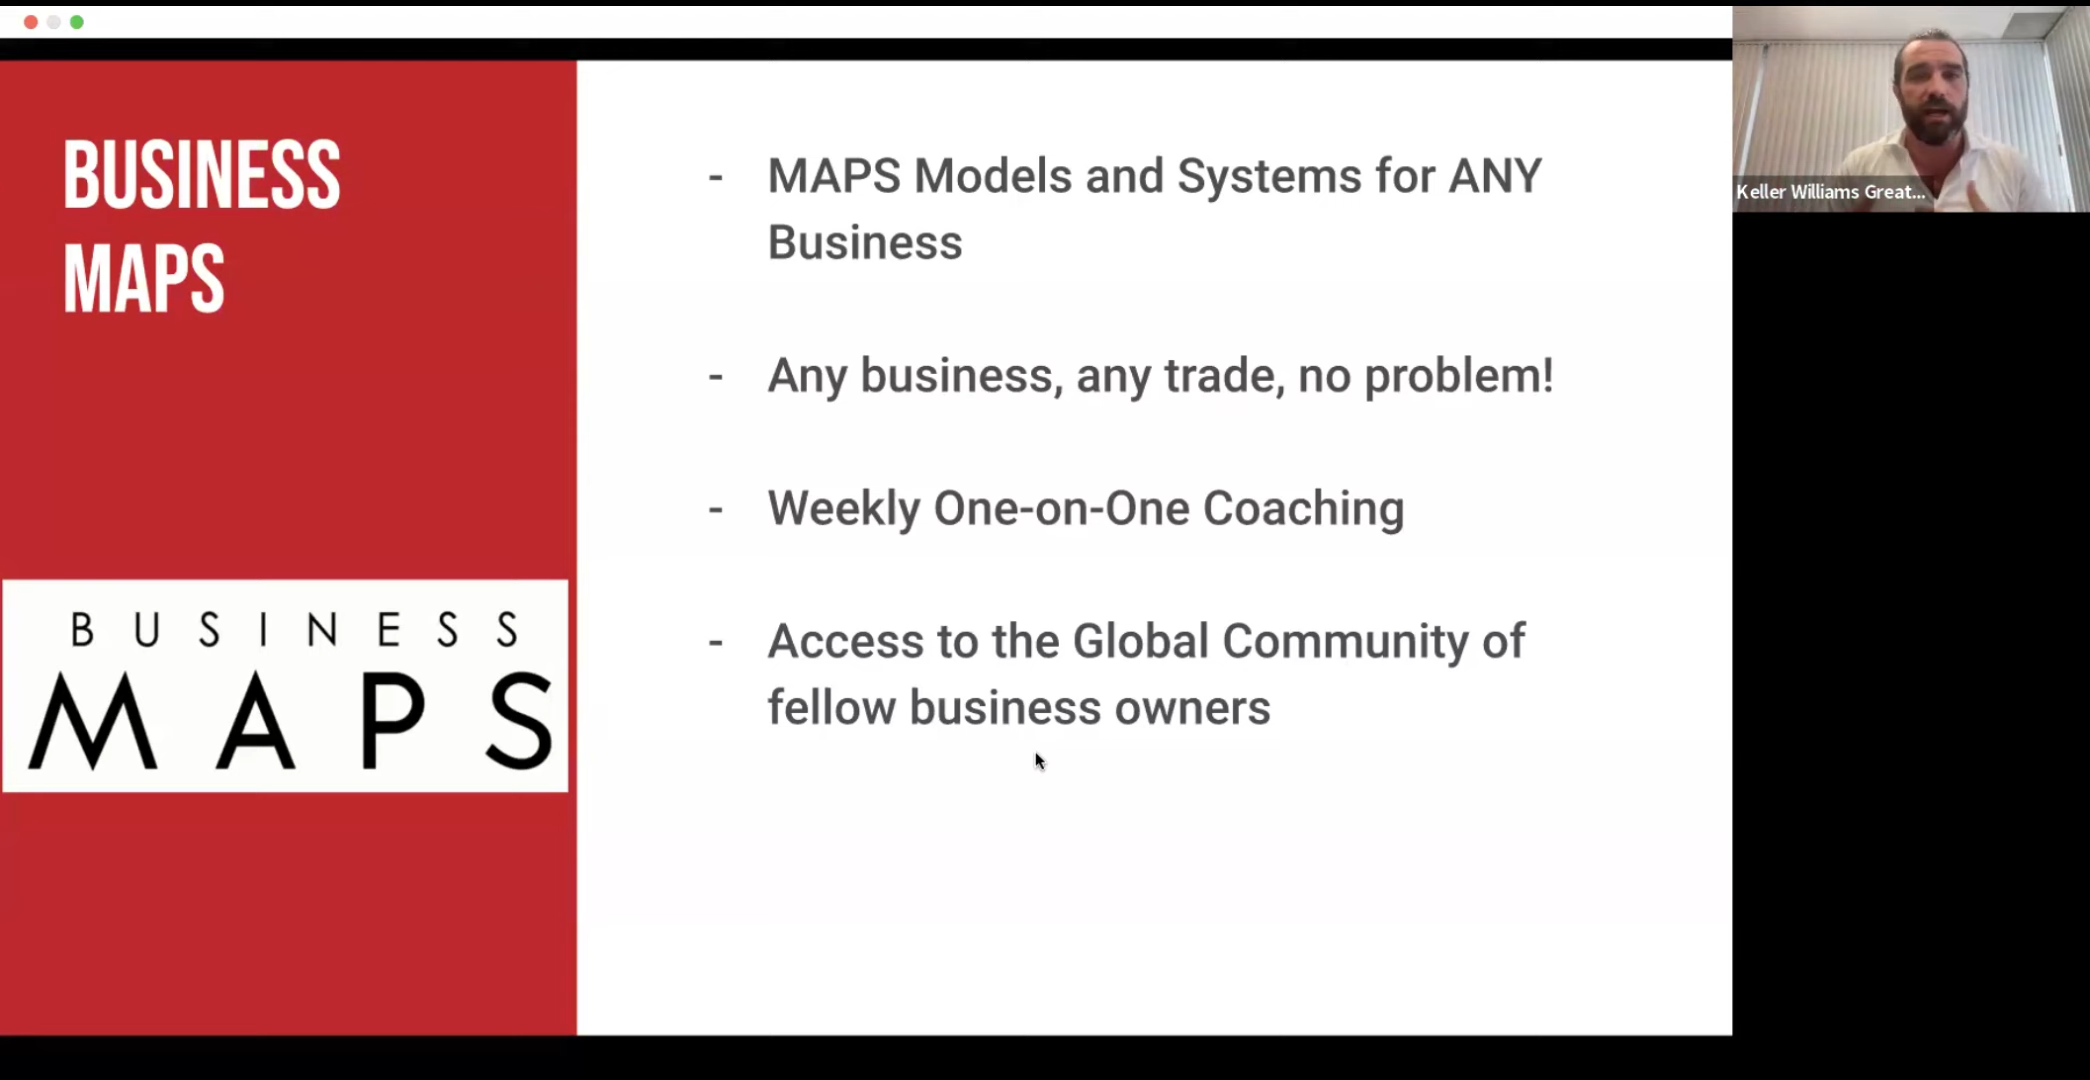 BUSINESS
MAPS
- MAPS Models and Systems for ANY
Business
- Any business, any trade, no problem!
- Weekly One-on-One Coaching
- Access to the Global Community of
fellow business owners
BUSINESS
MAPS
Keller Williams Great...